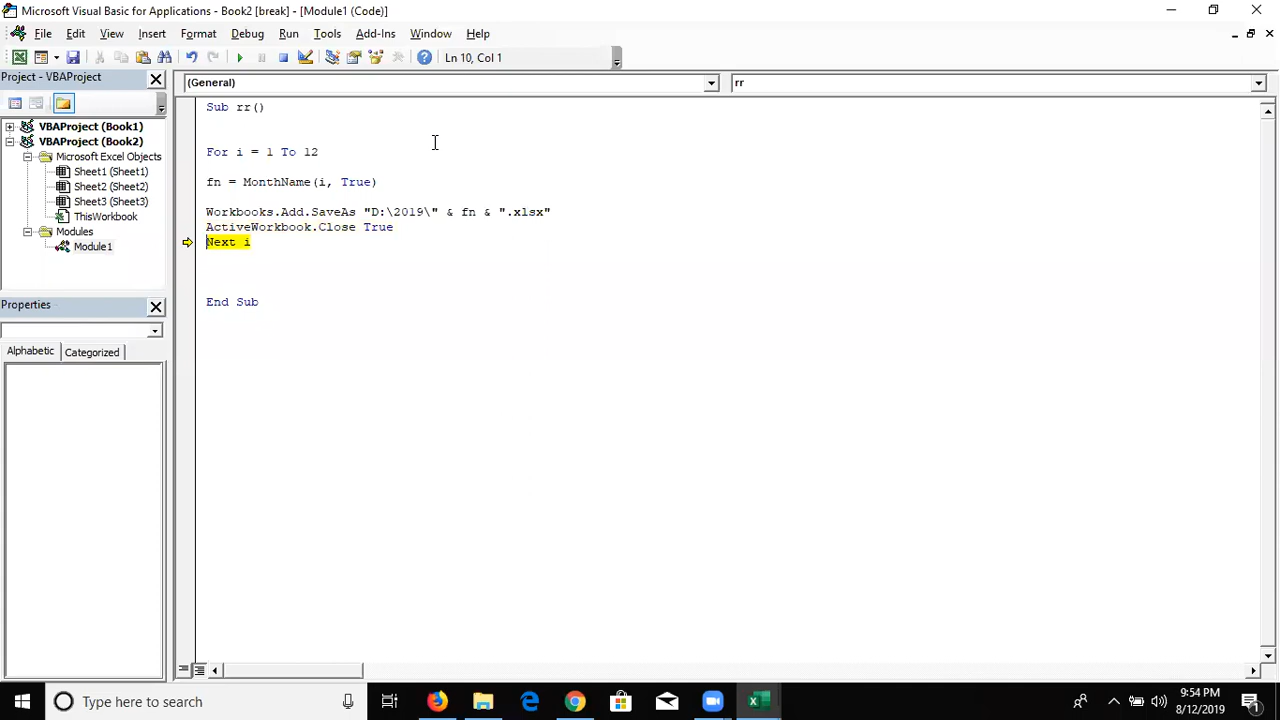 Microsoft Visual Basic for Applications - Book2 [break] - [Module1 (Code)]
File Edit View Insert Format Debug Run Tools Add-Ins Window Help
Ln 10, Col 1
Project - VBAProject
(General)
rr
VBAProject (Book1)
VBAProject (Book2)
Microsoft Excel Objects
Sheet1 (Sheet1)
Sheet2 (Sheet2)
Sheet3 (Sheet3)
ThisWorkbook
Modules
Module1
Properties
Alphabetic Categorized
Sub rr()
For i = 1 To 12
fn = MonthName(i, True)
Workbooks.Add.SaveAs "D:\2019\" & fn & ".xlsx"
ActiveWorkbook.Close True
Next i
End Sub
Type here to search
9:54 PM
8/12/2019
1